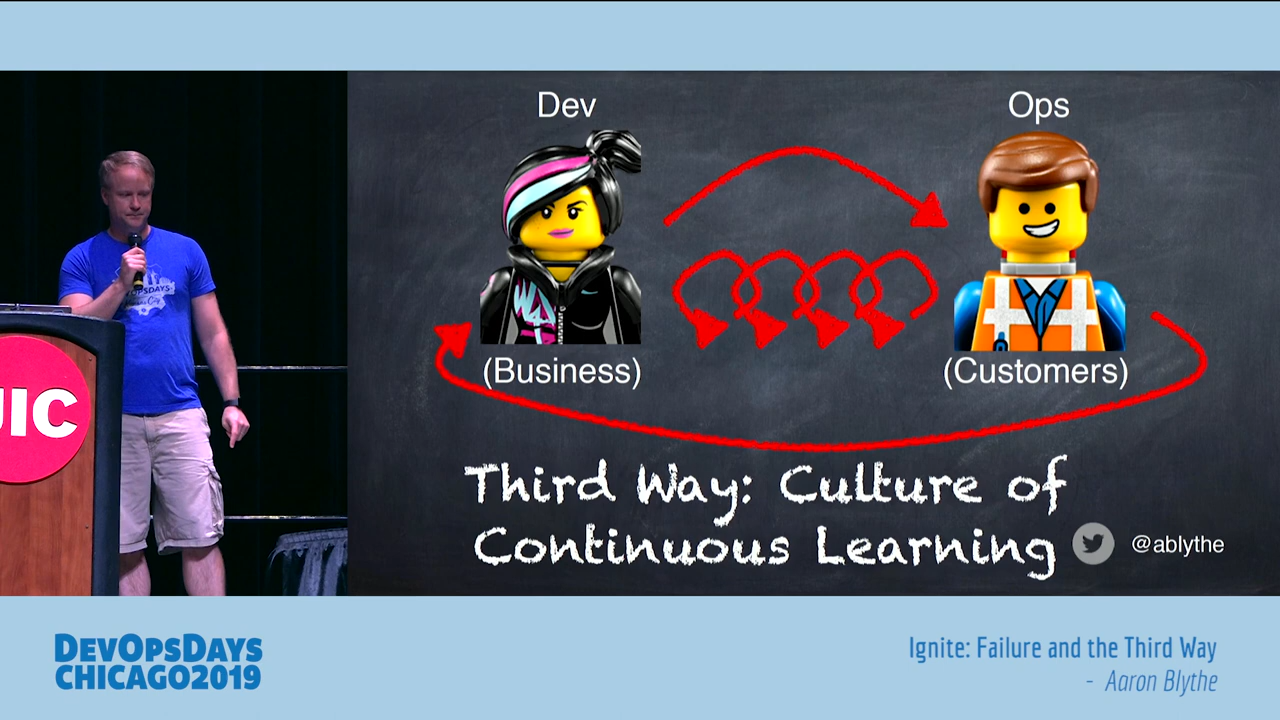 Dev
Ops
(Business)
(Customers)
Third Way: Culture of
Continuous Learning
@ablythe
UIC
DEVOPSDAYS
CHICAGO2019
Ignite: Failure and the Third Way
- Aaron Blythe